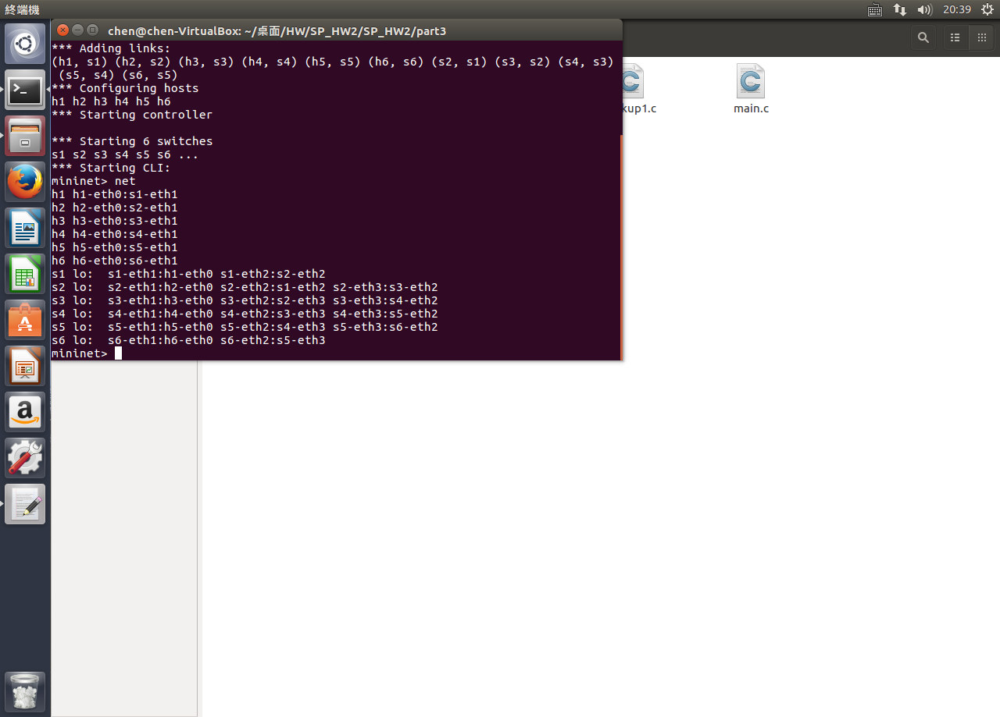 終端機
20:39
chen@chen-VirtualBox: ~/桌面/HW/SP_HW2/SP_HW2/part3
*** Adding links:
(h1, s1) (h2, s2) (h3, s3) (h4, s4) (h5, s5) (h6, s6) (s2, s1) (s3, s2) (s4, s3)
(s5, s4) (s6, s5)
*** Configuring hosts
h1 h2 h3 h4 h5 h6
*** Starting controller
*** Starting 6 switches
s1 s2 s3 s4 s5 s6 ...
*** Starting CLI:
mininet> net
h1 h1-eth0:s1-eth1
h2 h2-eth0:s2-eth1
h3 h3-eth0:s3-eth1
h4 h4-eth0:s4-eth1
h5 h5-eth0:s5-eth1
h6 h6-eth0:s6-eth1
s1 lo:  s1-eth1:h1-eth0 s1-eth2:s2-eth2
s2 lo:  s2-eth1:h2-eth0 s2-eth2:s1-eth2 s2-eth3:s3-eth2
s3 lo:  s3-eth1:h3-eth0 s3-eth2:s2-eth3 s3-eth3:s4-eth2
s4 lo:  s4-eth1:h4-eth0 s4-eth2:s3-eth3 s4-eth3:s5-eth2
s5 lo:  s5-eth1:h5-eth0 s5-eth2:s4-eth3 s5-eth3:s6-eth2
s6 lo:  s6-eth1:h6-eth0 s6-eth2:s5-eth3
mininet>
kup1.c
main.c